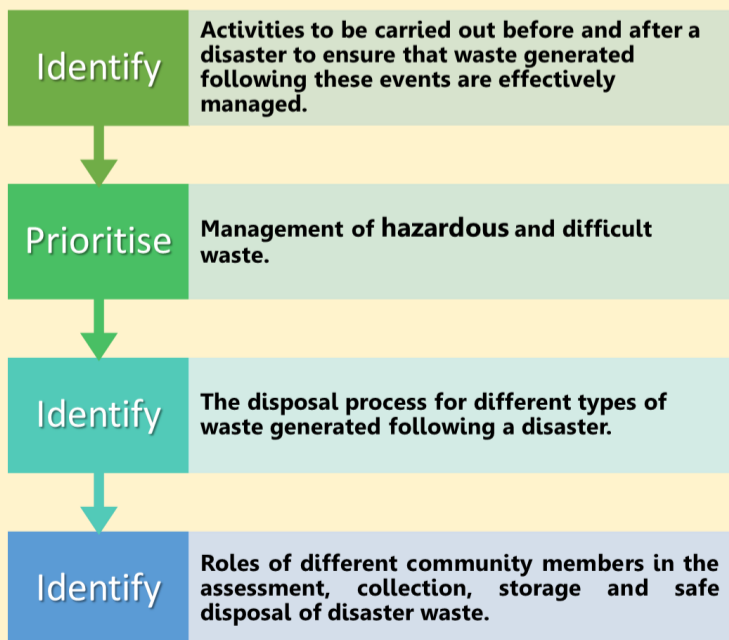 Identify
Activities to be carried out before and after a
disaster to ensure that waste generated
following these events are effectively
managed.
Prioritise
Management of hazardous and difficult
waste.
Identify
The disposal process for different types of
waste generated following a disaster.
Identify
Roles of different community members in the
assessment, collection, storage and safe
disposal of disaster waste.